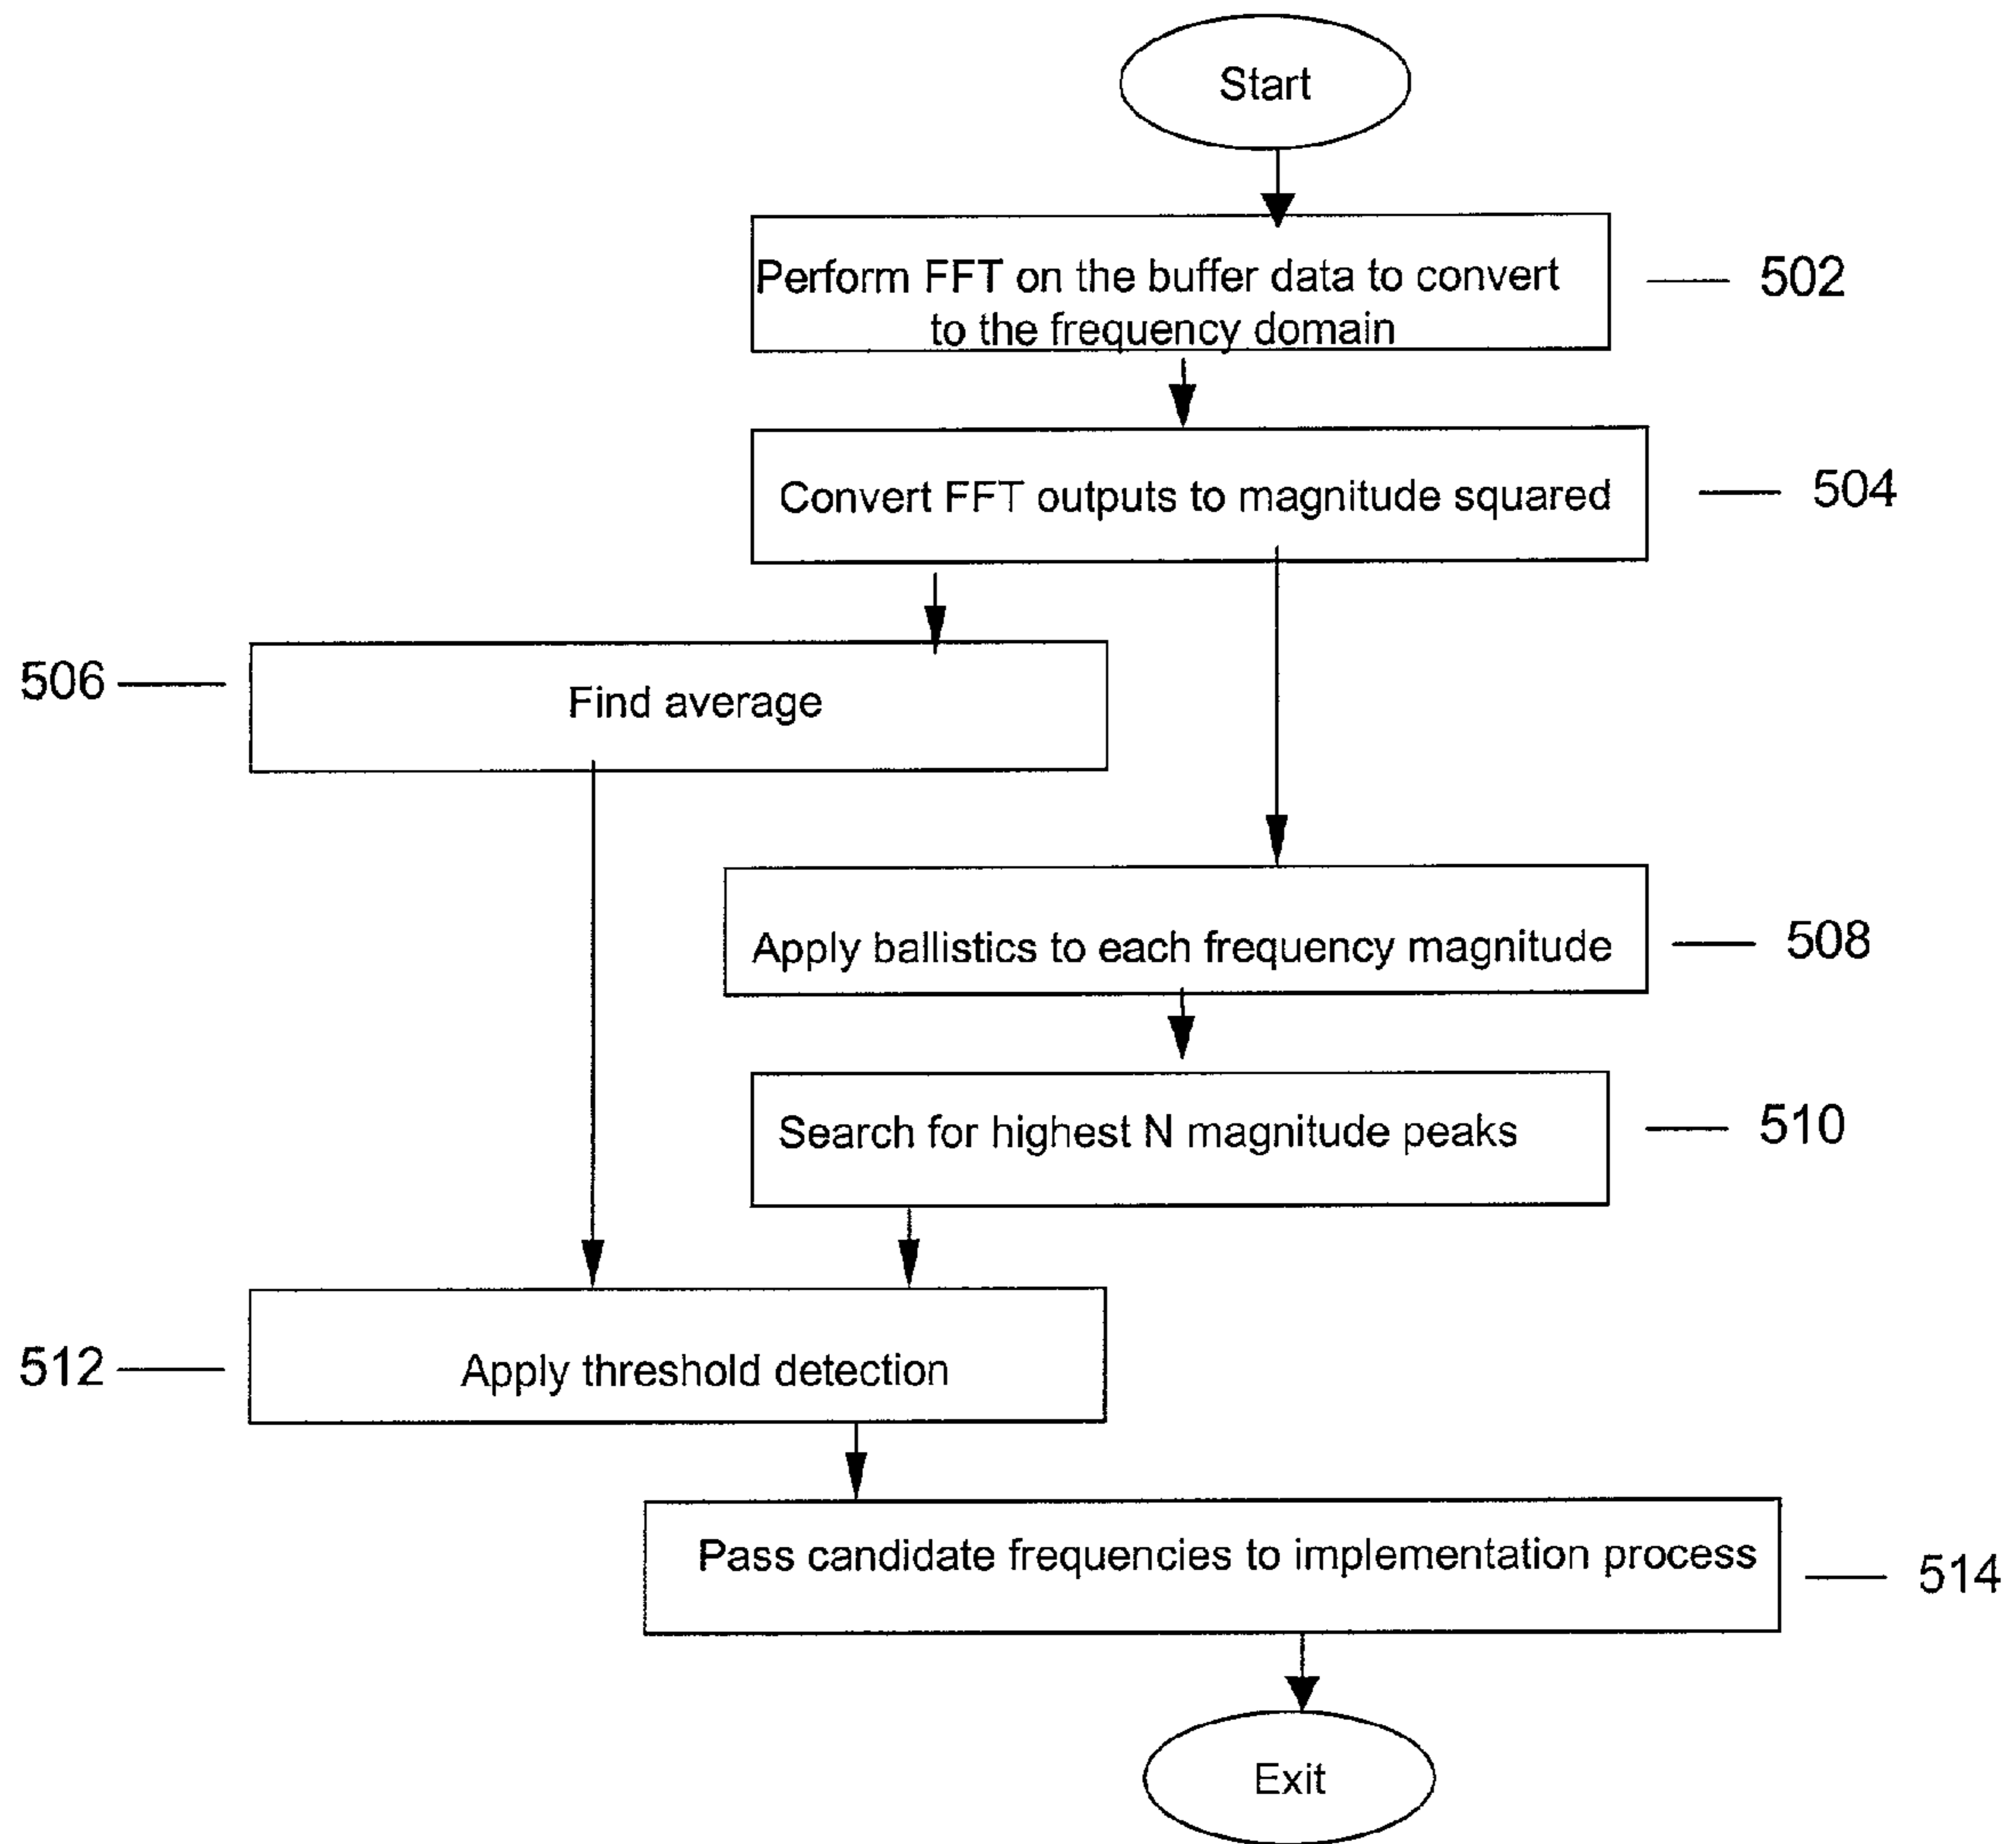 Start
Perform FFT on the buffer data to convert
to the frequency domain
502
Convert FFT outputs to magnitude squared
504
506
Find average
Apply ballistics to each frequency magnitude
508
Search for highest N magnitude peaks
510
512
Apply threshold detection
Pass candidate frequencies to implementation process
514
Exit